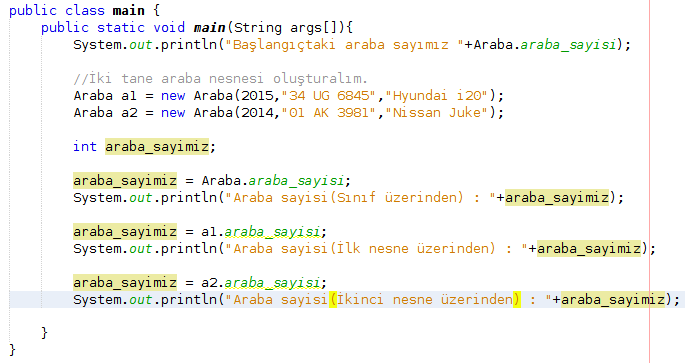 public class main {
public static void main(String args[]){
System.out.println("Başlangıçtaki araba sayımız "+Araba.araba_sayisi);
//İki tane araba nesnesi oluşturalım.
Araba a1 = new Araba(2015,"34 UG 6845","Hyundai i20");
Araba a2 = new Araba(2014,"01 AK 3981","Nissan Juke");
int araba_sayimiz;
araba_sayimiz = Araba.araba_sayisi;
System.out.println("Araba sayisi(Sınıf üzerinden) : "+araba_sayimiz);
araba_sayimiz = a1.araba_sayisi;
System.out.println("Araba sayisi(İlk nesne üzerinden) : "+araba_sayimiz);
araba_sayimiz = a2.araba_sayisi;
System.out.println("Araba sayisi(İkinci nesne üzerinden) : "+araba_sayimiz);
}
}